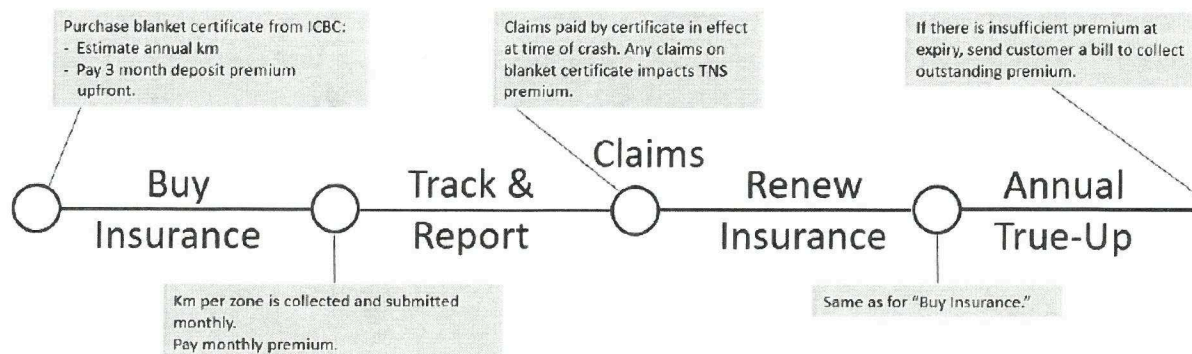 Purchase blanket certificate from ICBC:
- Estimate annual km
- Pay 3 month deposit premium
upfront.
Claims paid by certificate in effect
at time of crash. Any claims on
blanket certificate impacts TNS
premium.
If there is insufficient premium at
expiry, send customer a bill to collect
outstanding premium.
Buy
Insurance
Track &
Report
Claims
Renew
Insurance
Annual
True-Up
Km per zone is collected and submitted
monthly.
Pay monthly premium.
Same as for "Buy Insurance."